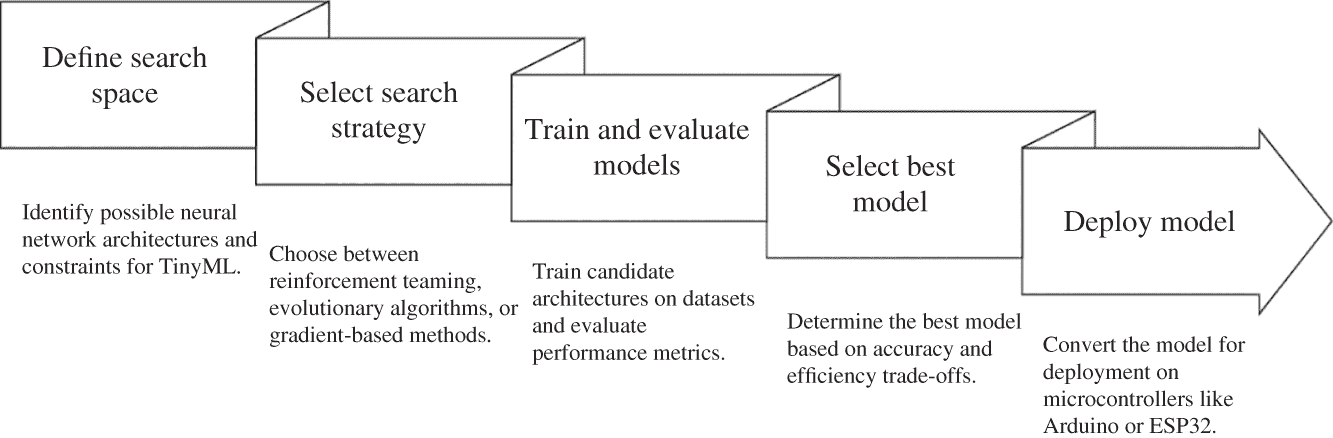 Define search
space
Identify possible neural
network architectures and
constraints for TinyML.
Select search
strategy
Choose between
reinforcement teaming,
evolutionary algorithms, or
gradient-based methods.
Train and evaluate
models
Train candidate
architectures on datasets
and evaluate
performance metrics.
Select best
model
Determine the best model
based on accuracy and
efficiency trade-offs.
Deploy model
Convert the model for
deployment on
microcontrollers like
Arduino or ESP32.